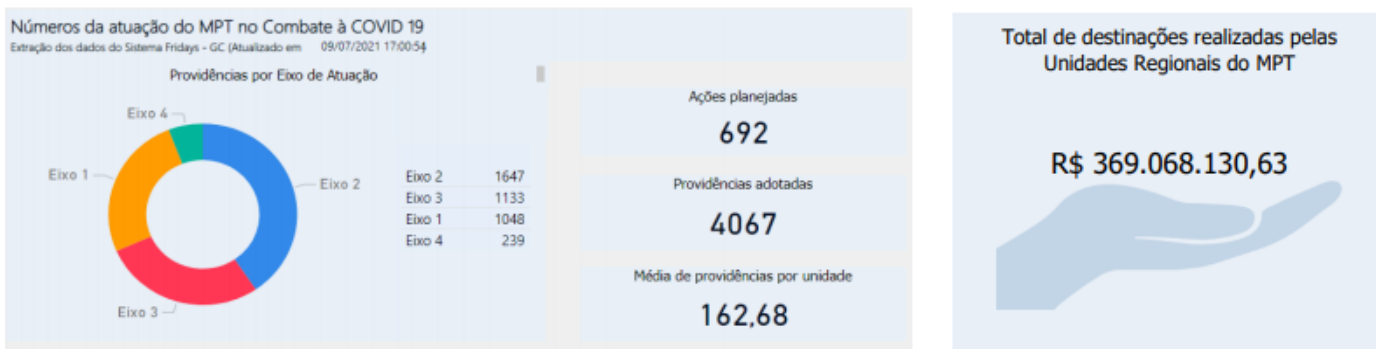 Números da atuação do MPT no Combate à COVID 19
Extração dos dados do Sistema Fridays - GC (Atualizado em 09/07/2021 17:00:54
Providências por Eixo de Atuação
Eixo 4
Eixo 1
Eixo 2
Eixo 3
Eixo 2 1647
Eixo 3 1133
Eixo 1 1048
Eixo 4 239
Ações planejadas
692
Providências adotadas
4067
Média de providências por unidade
162,68
Total de destinações realizadas pelas
Unidades Regionais do MPT
R$ 369.068.130,63